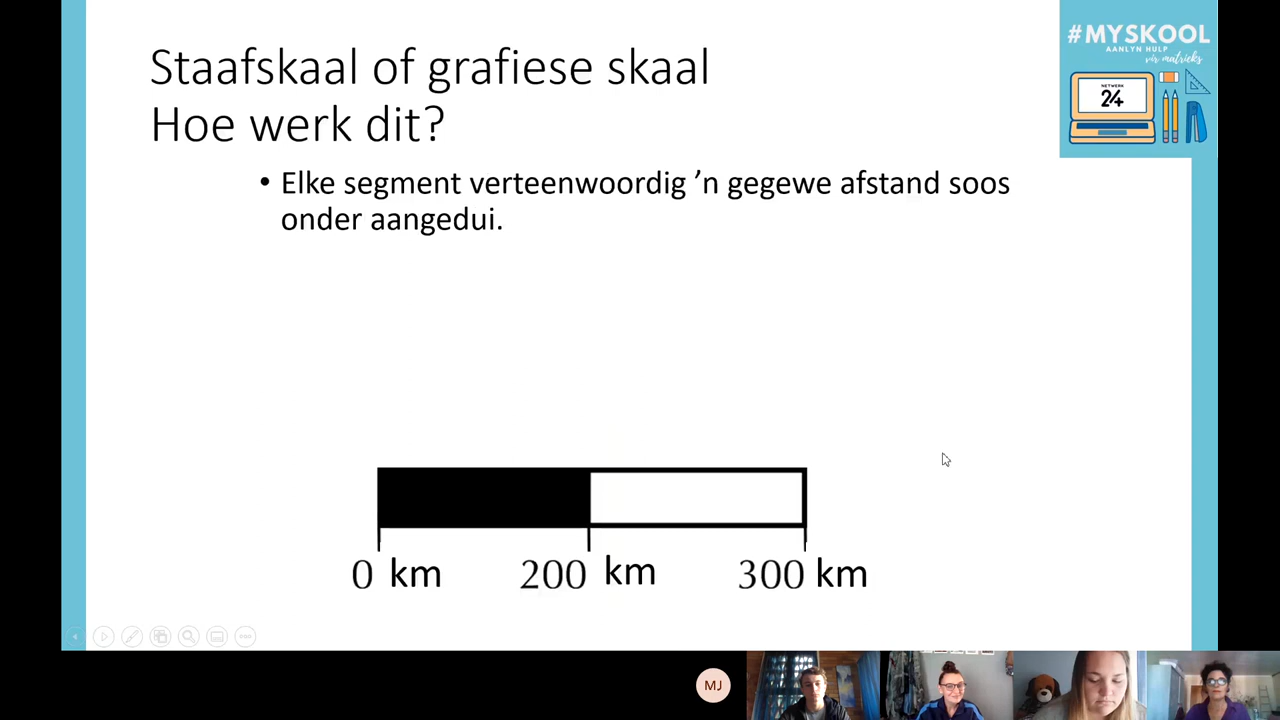 Staafskaal of grafiese skaal
Hoe werk dit?
• Elke segment verteenwoordig ’n gegewe afstand soos
onder aangedui.
0 km 200 km 300 km
#MYSKOOL
AANLYN HULP
vir matrieks
NETWERK
24
MJ